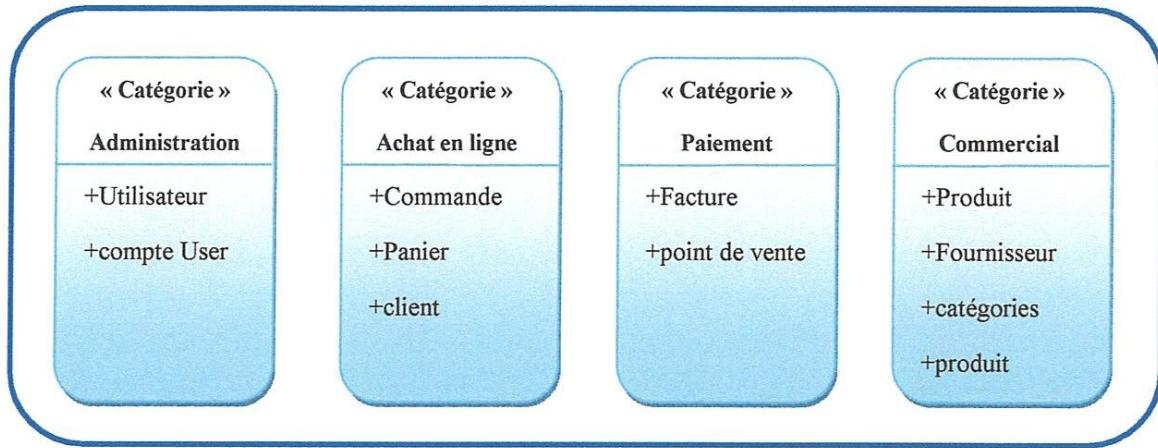 « Catégorie »
Administration
+Utilisateur
+compte User
« Catégorie »
Achat en ligne
+Commande
+Panier
+client
« Catégorie »
Paiement
+Facture
+point de vente
« Catégorie »
Commercial
+Produit
+Fournisseur
+catégories
+produit